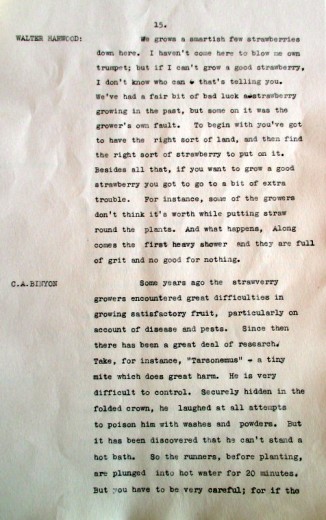 15.
WALTER HARWOOD: We grows a smartish few strawberries
down here. I haven't come here to blow me own
trumpet; but if I can't grow a good strawberry,
I don't know who can - that's telling you.
We've had a fair bit of bad luck a strawberry
growing in the past, but some on it was the
grower's own fault. To begin with you've got
to have the right sort of land, and then find
the right sort of strewberry to put on it.
Besides all that, if you want to grow a good
strawberry you got to go to a bit of extra
trouble. For instance, some of the growers
don't think it's worth while putting straw
round the plants. And what happens, Along
comes the first heavy shower and they are full
of grit and no good for nothing.
C.A.BINYON Some years ago the strawverry
growers encountered great difficulties in
growing satisfactory fruit, particularly on
account of disease and pests. Since then
there has been a great deal of research.
Take, for instance, "Tarsonemus" - a tiny
mite which does great harm. He is very
difficult to control. Securely hidden in the
folded crown, he laughed at all attempts
to poison him with washes and powders. But
it has been discovered that he can't stand a
hot bath. So the runners, before planting,
are plunged into hot water for 20 minutes.
But you have to be very careful; for if the